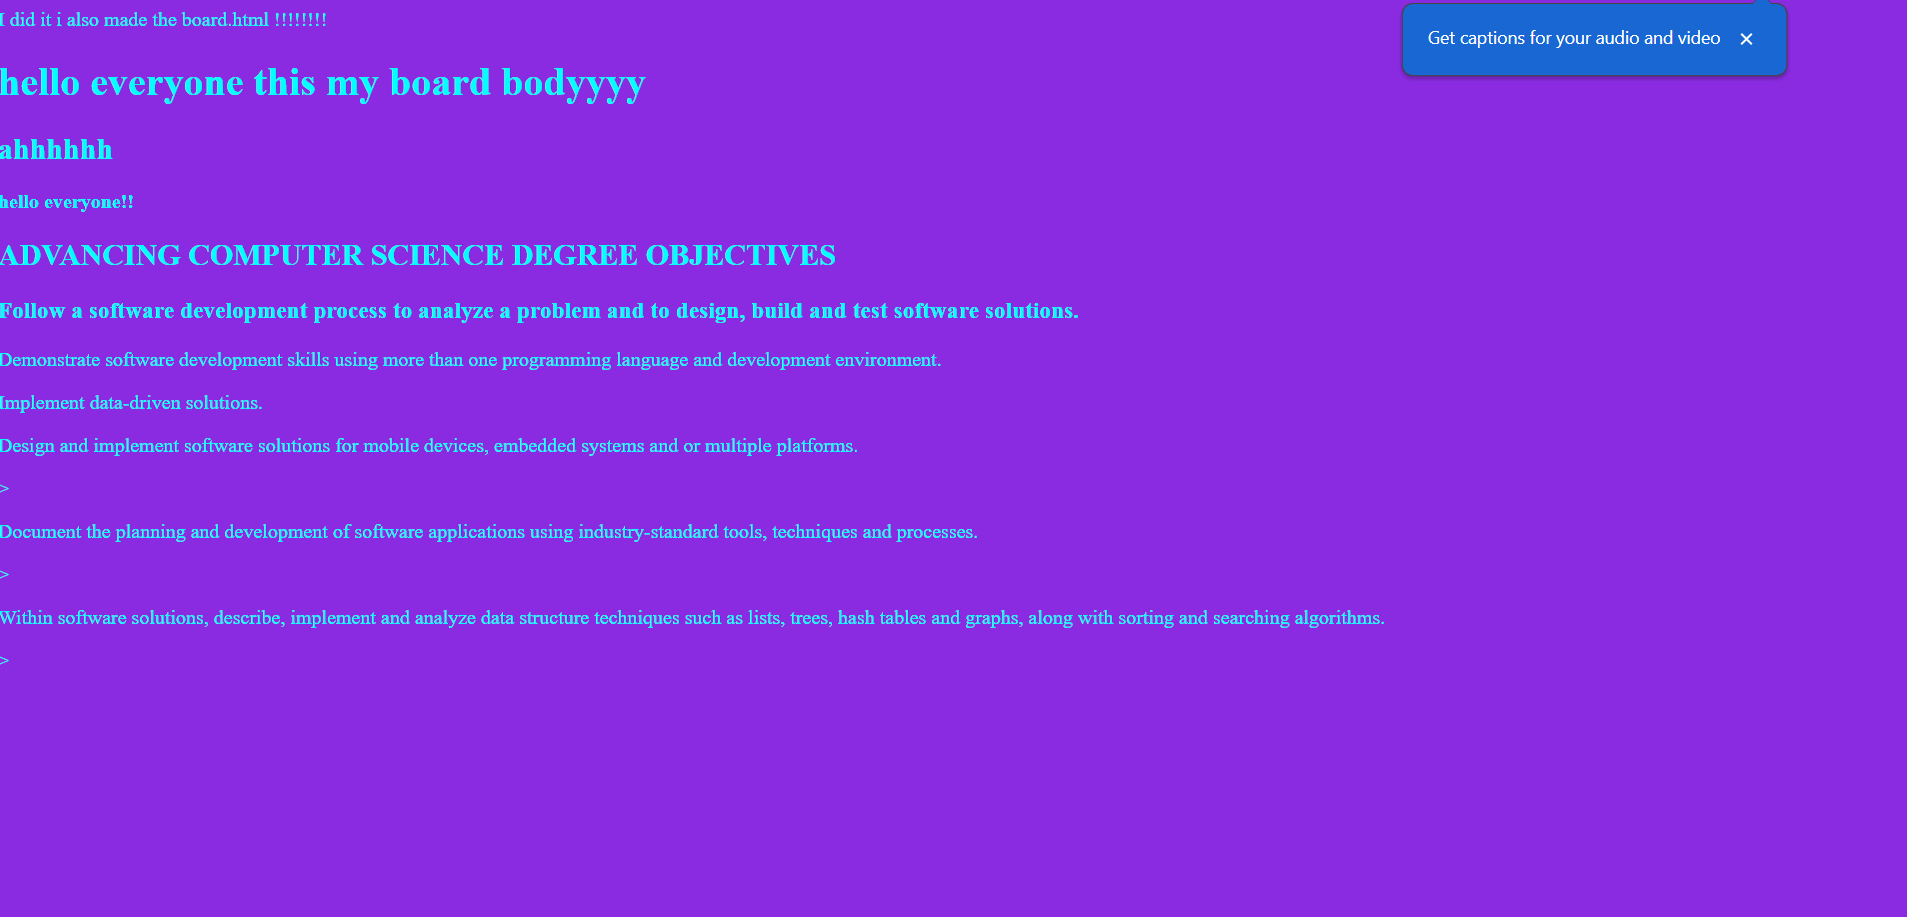 I did it i also made the board.html !!!!!!!!
Get captions for your audio and video ×
hello everyone this my board bodyyyy
ahhhhhh
hello everyone!!
ADVANCING COMPUTER SCIENCE DEGREE OBJECTIVES
Follow a software development process to analyze a problem and to design, build and test software solutions.
Demonstrate software development skills using more than one programming language and development environment.
Implement data-driven solutions.
Design and implement software solutions for mobile devices, embedded systems and or multiple platforms.
>
Document the planning and development of software applications using industry-standard tools, techniques and processes.
>
Within software solutions, describe, implement and analyze data structure techniques such as lists, trees, hash tables and graphs, along with sorting and searching algorithms.
>